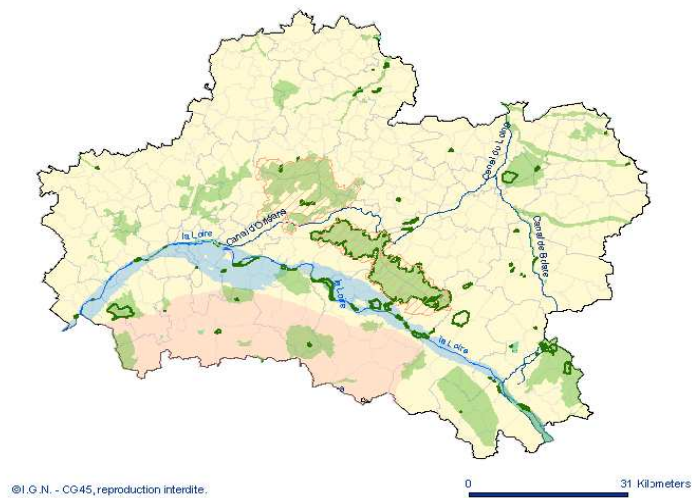 Canal du Loing
Canal d'Orléans
la Loire
Canal de Briare
la Loire
la Loire
©I.G.N. - CG45, reproduction interdite.
0 31 Kilometers